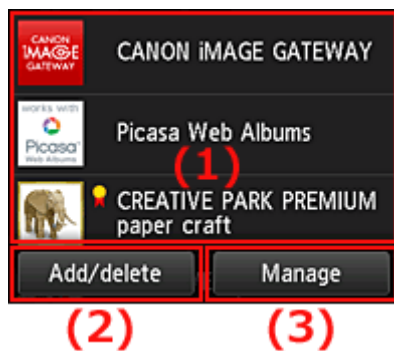 CANON
iMAGE
GATEWAY
CANON iMAGE GATEWAY
works with
Picasa
Web Albums
Picasa Web Albums
(1)
CREATIVE PARK PREMIUM
paper craft
Add/delete
Manage
(2)
(3)